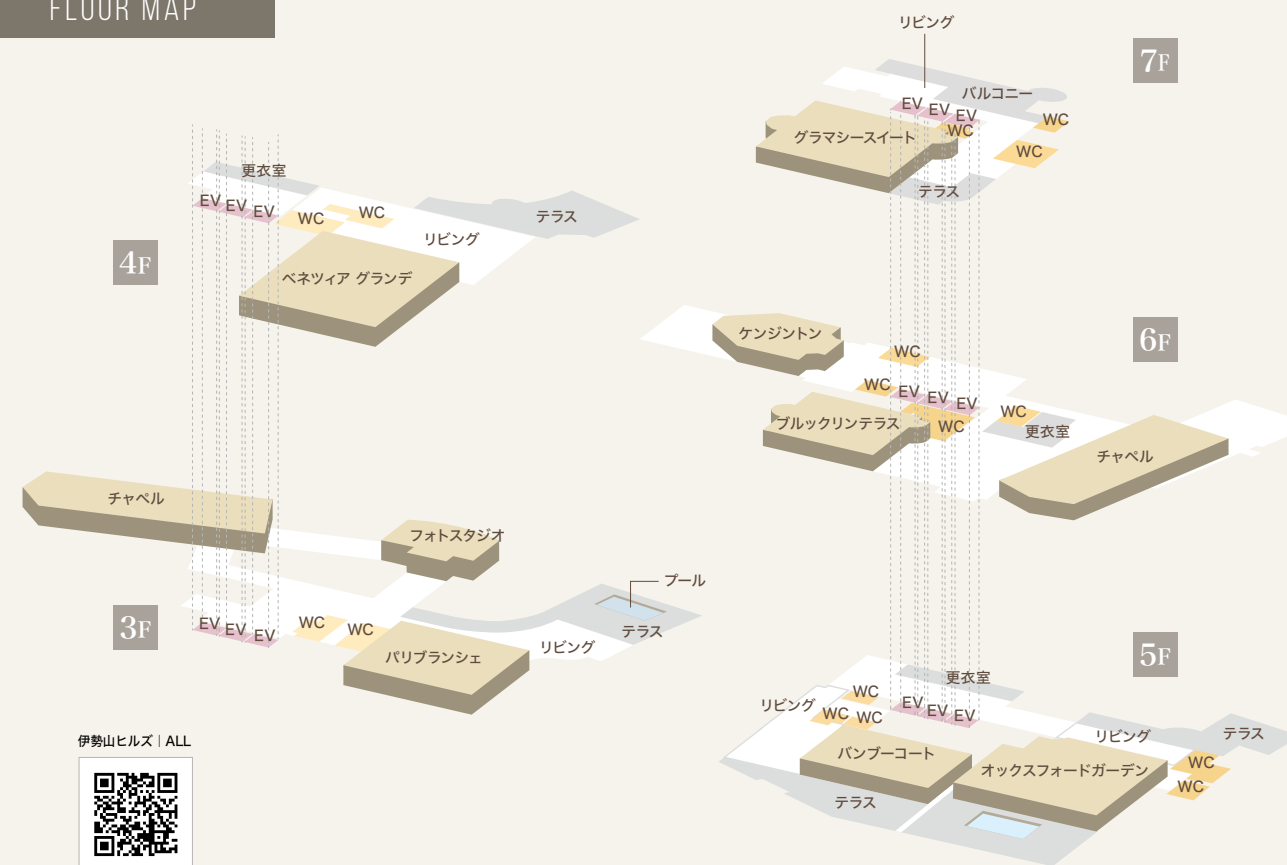 FLOOR MAP
4F
更衣室
EV
EV
EV
WC
WC
リビング
テラス
ベネツィア グランデ
3F
チャペル
フォトスタジオ
プール
テラス
リビング
EV
EV
EV
WC
WC
パリブランシェ
7F
リビング
バルコニー
EV
EV
EV
WC
WC
WC
グラマシースイート
テラス
6F
ケンジントン
WC
WC
EV
EV
EV
WC
WC
更衣室
ブルックリンテラス
チャペル
5F
更衣室
リビング
WC
WC
WC
EV
EV
EV
リビング
テラス
バンブーコート
オックスフォードガーデン
WC
WC
テラス
伊勢山ヒルズ | ALL